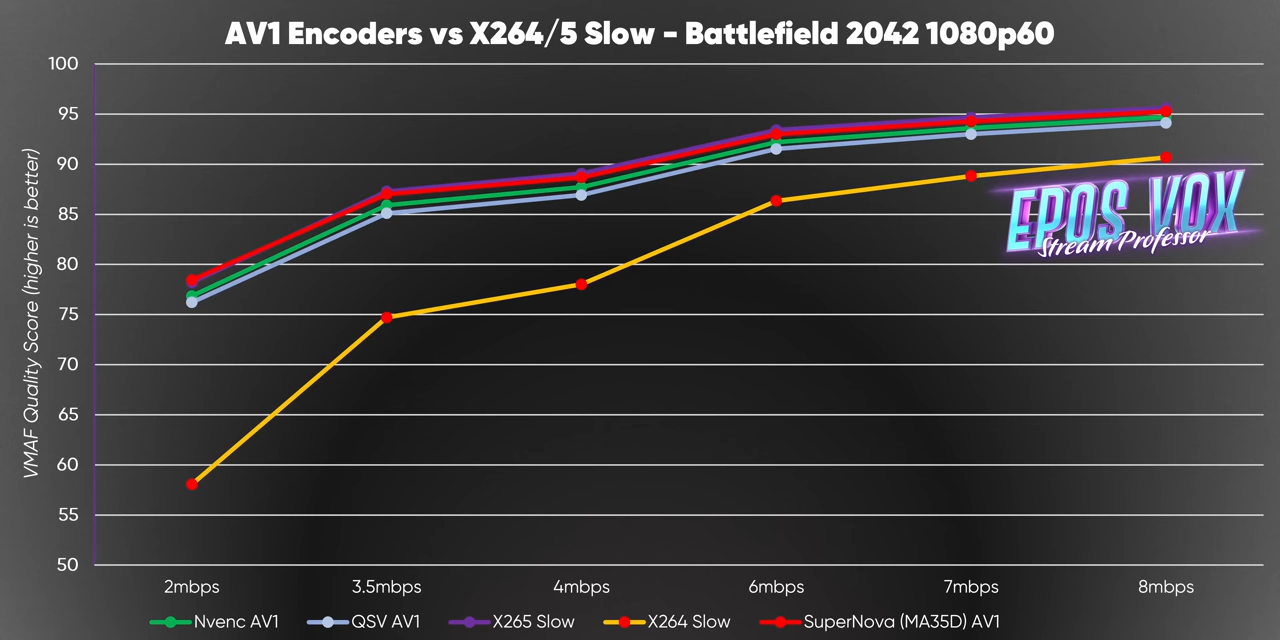 AV1 Encoders vs X264/5 Slow - Battlefield 2042 1080p60
VMAF Quality Score (higher is better)
100
95
90
85
80
75
70
65
60
55
50
EPOS VOX
Stream Professor
2mbps 3.5mbps 4mbps 6mbps 7mbps 8mbps
Nvenc AV1 QSV AV1 X265 Slow X264 Slow SuperNova (MA35D) AV1